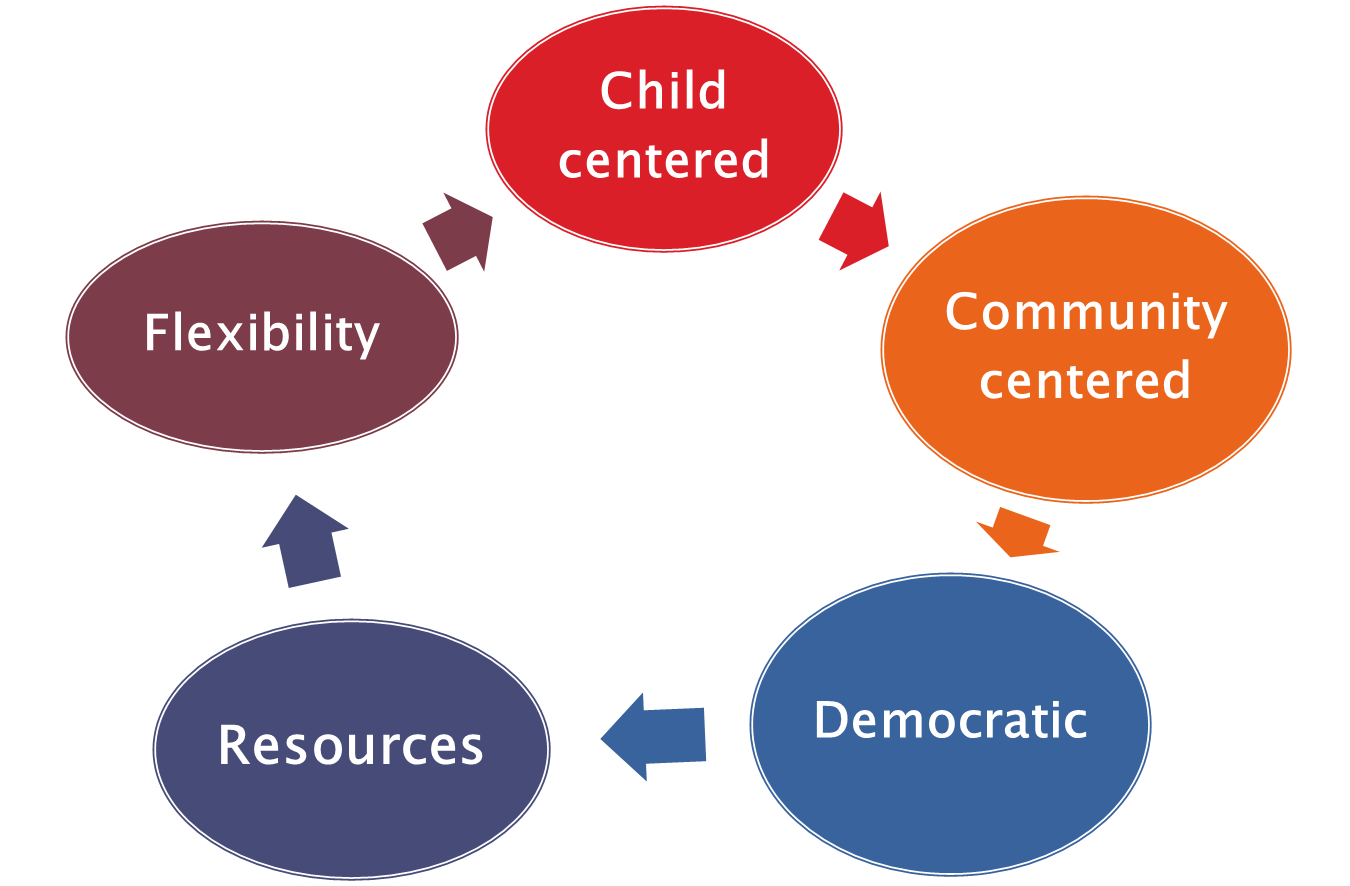 Child
centered
Community
centered
Democratic
Resources
Flexibility